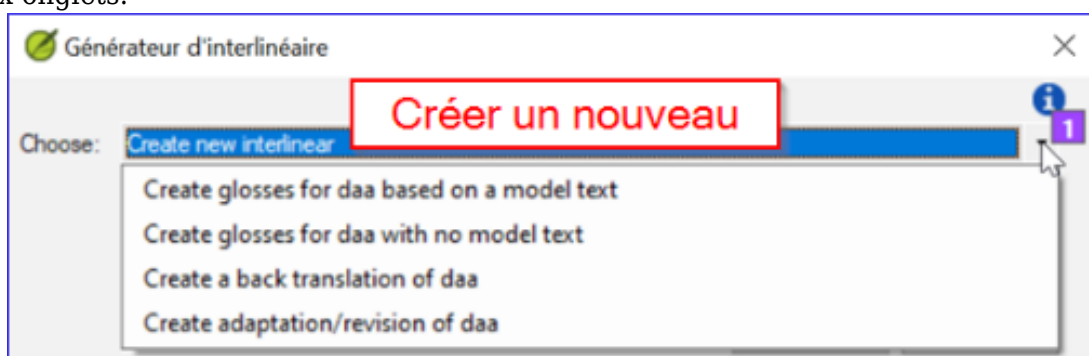 x onglets.
Générateur d'interlinéaire
Créer un nouveau
1
Choose: Create new interlinear
Create glosses for daa based on a model text
Create glosses for daa with no model text
Create a back translation of daa
Create adaptation/revision of daa